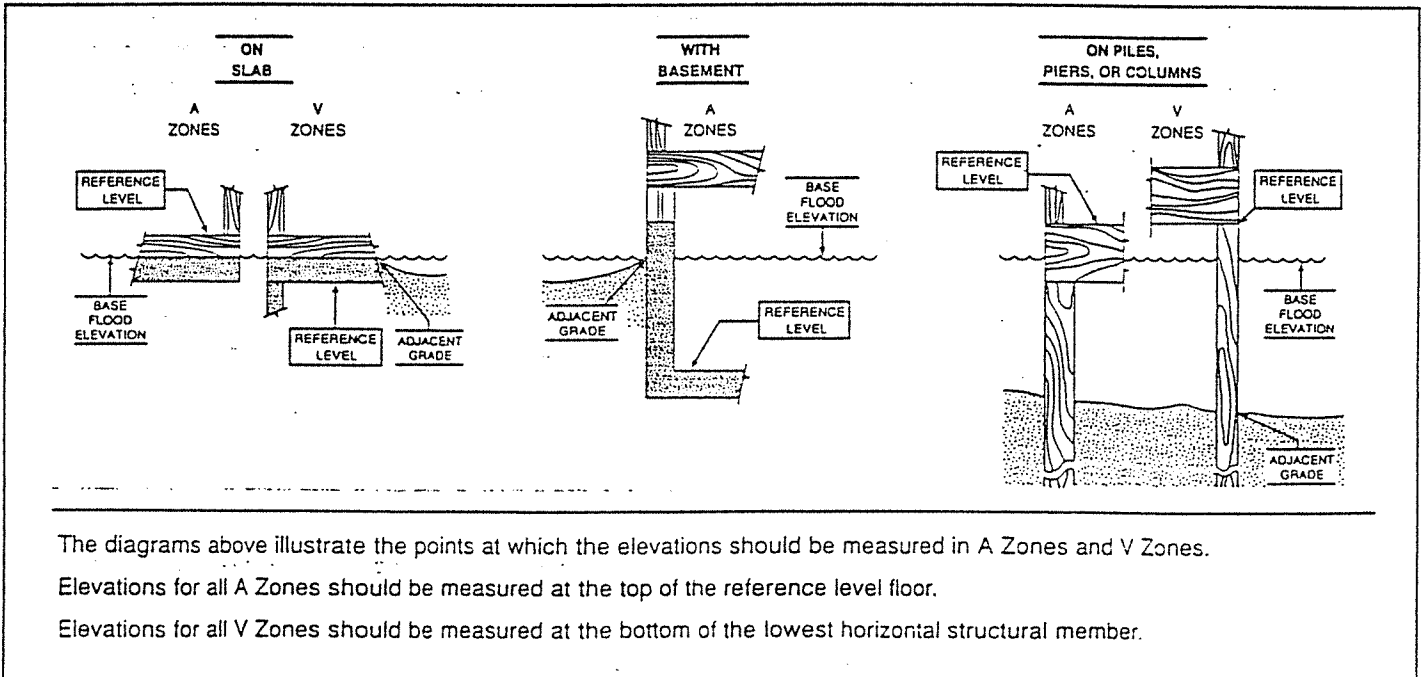 ON
SLAB
A
ZONES
V
ZONES
REFERENCE
LEVEL
BASE
FLOOD
ELEVATION
REFERENCE
LEVEL
ADJACENT
GRADE
WITH
BASEMENT
A
ZONES
BASE
FLOOD
ELEVATION
ADJACENT
GRADE
REFERENCE
LEVEL
ON PILES,
PIERS, OR COLUMNS
A
ZONES
V
ZONES
REFERENCE
LEVEL
REFERENCE
LEVEL
BASE
FLOOD
ELEVATION
ADJACENT
GRADE
The diagrams above illustrate the points at which the elevations should be measured in A Zones and V Zones.
Elevations for all A Zones should be measured at the top of the reference level floor.
Elevations for all V Zones should be measured at the bottom of the lowest horizontal structural member.